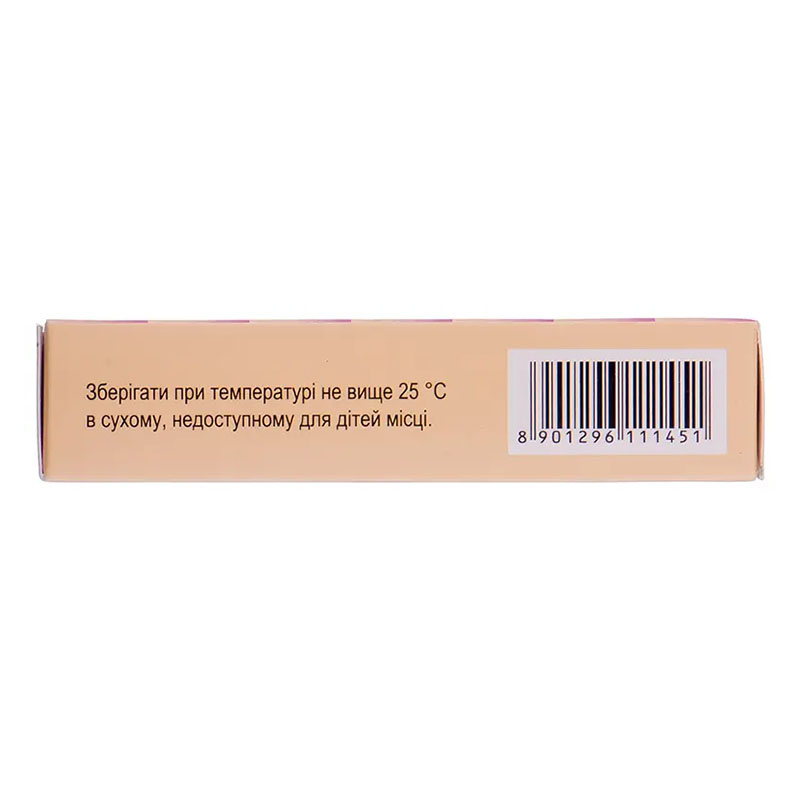 Зберігати при температурі не вище 25 °C
в сухому, недоступному для дітей місці.
8 901296 111451